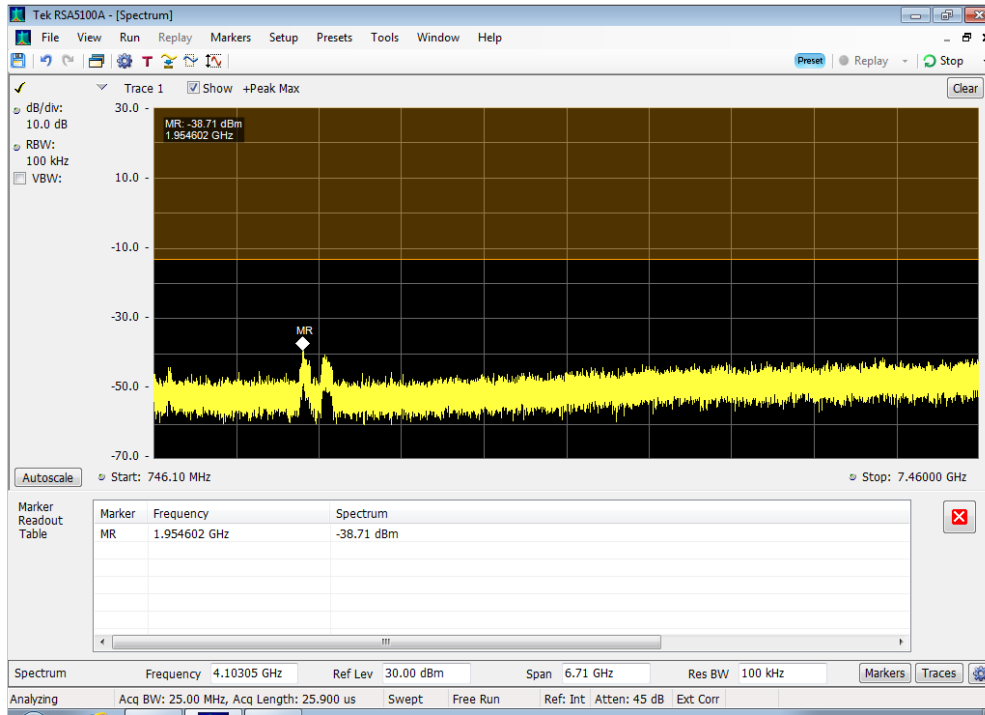 Tek RSA5100A - [Spectrum]
File View Run Replay Markers Setup Presets Tools Window Help
T Preset Replay Stop
Trace 1 Show +Peak Max Clear
dB/div:
10.0 dB
RBW:
100 kHz
VBW:
30.0 -
MR: -38.71 dBm
1.954602 GHz
10.0 -
-10.0 -
-30.0 -
MR
-50.0 -
-70.0 -
Autoscale Start: 746.10 MHz Stop: 7.46000 GHz
Marker
Readout
Table
Marker Frequency Spectrum
MR 1.954602 GHz -38.71 dBm
Spectrum Frequency 4.10305 GHz Ref Lev 30.00 dBm Span 6.71 GHz Res BW 100 kHz Markers Traces
Analyzing Acq BW: 25.00 MHz, Acq Length: 25.900 us Swept Free Run Ref: Int Atten: 45 dB Ext Corr